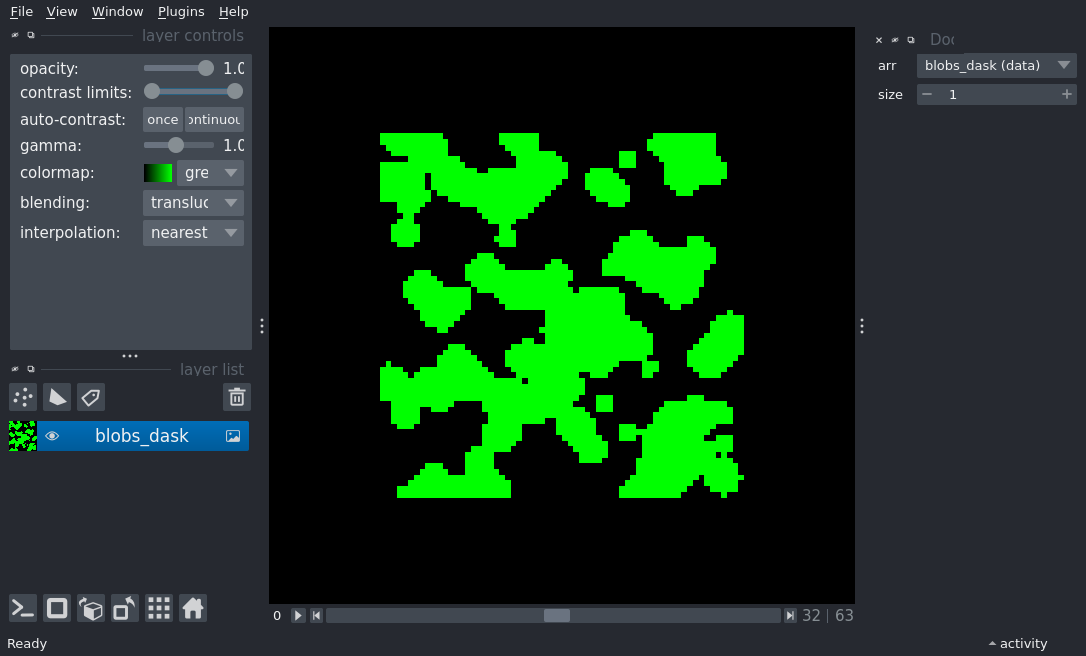 File View Window Plugins Help
layer controls
opacity: 1.0
contrast limits:
auto-contrast: once ontinuou
gamma: 1.0
colormap: gre
blending: transluc
interpolation: nearest
layer list
blobs_dask
0 32 | 63
Ready
arr blobs_dask (data)
size 1
activity